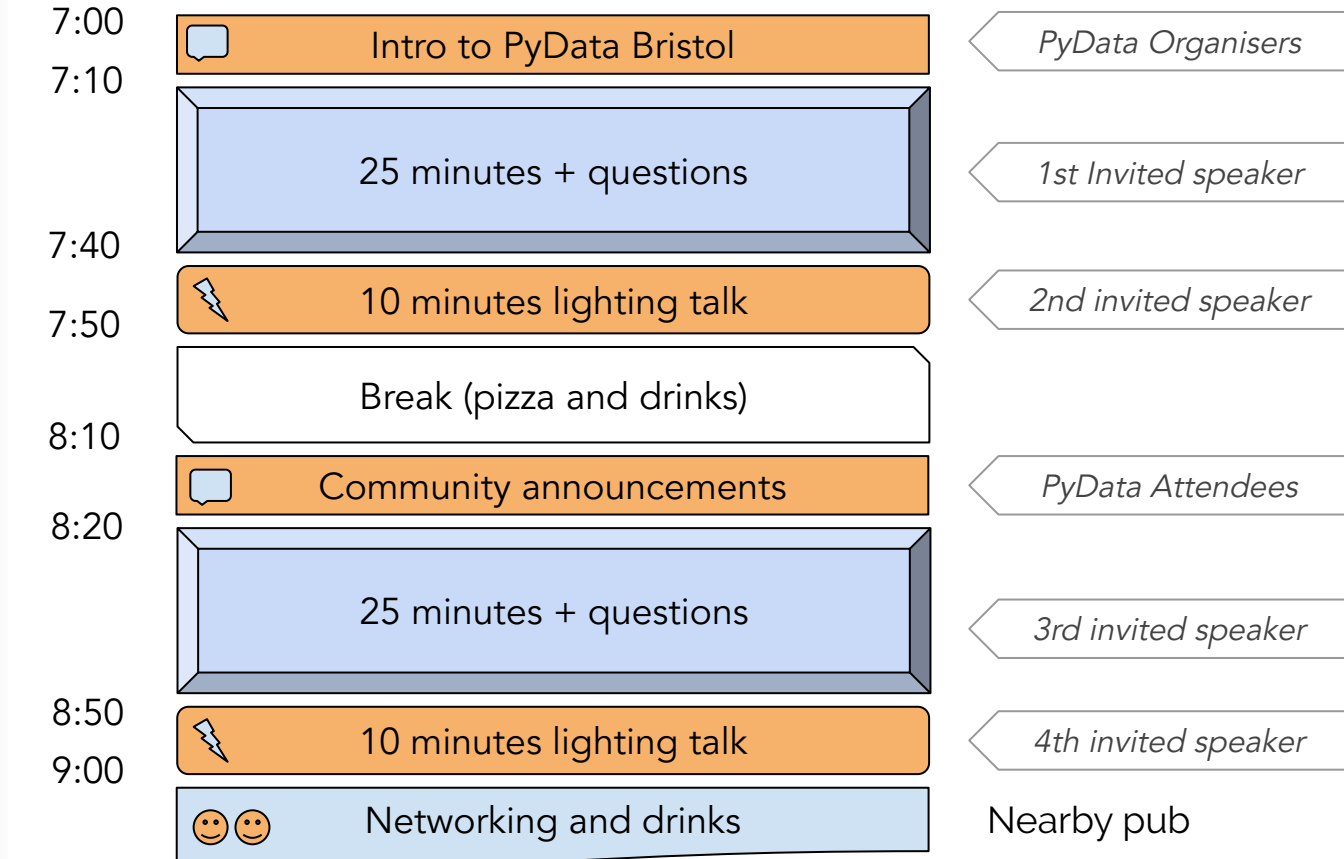 7:00
Intro to PyData Bristol
PyData Organisers
7:10
25 minutes + questions
1st Invited speaker
7:40
10 minutes lighting talk
2nd invited speaker
7:50
Break (pizza and drinks)
8:10
Community announcements
PyData Attendees
8:20
25 minutes + questions
3rd invited speaker
8:50
10 minutes lighting talk
4th invited speaker
9:00
Networking and drinks
Nearby pub